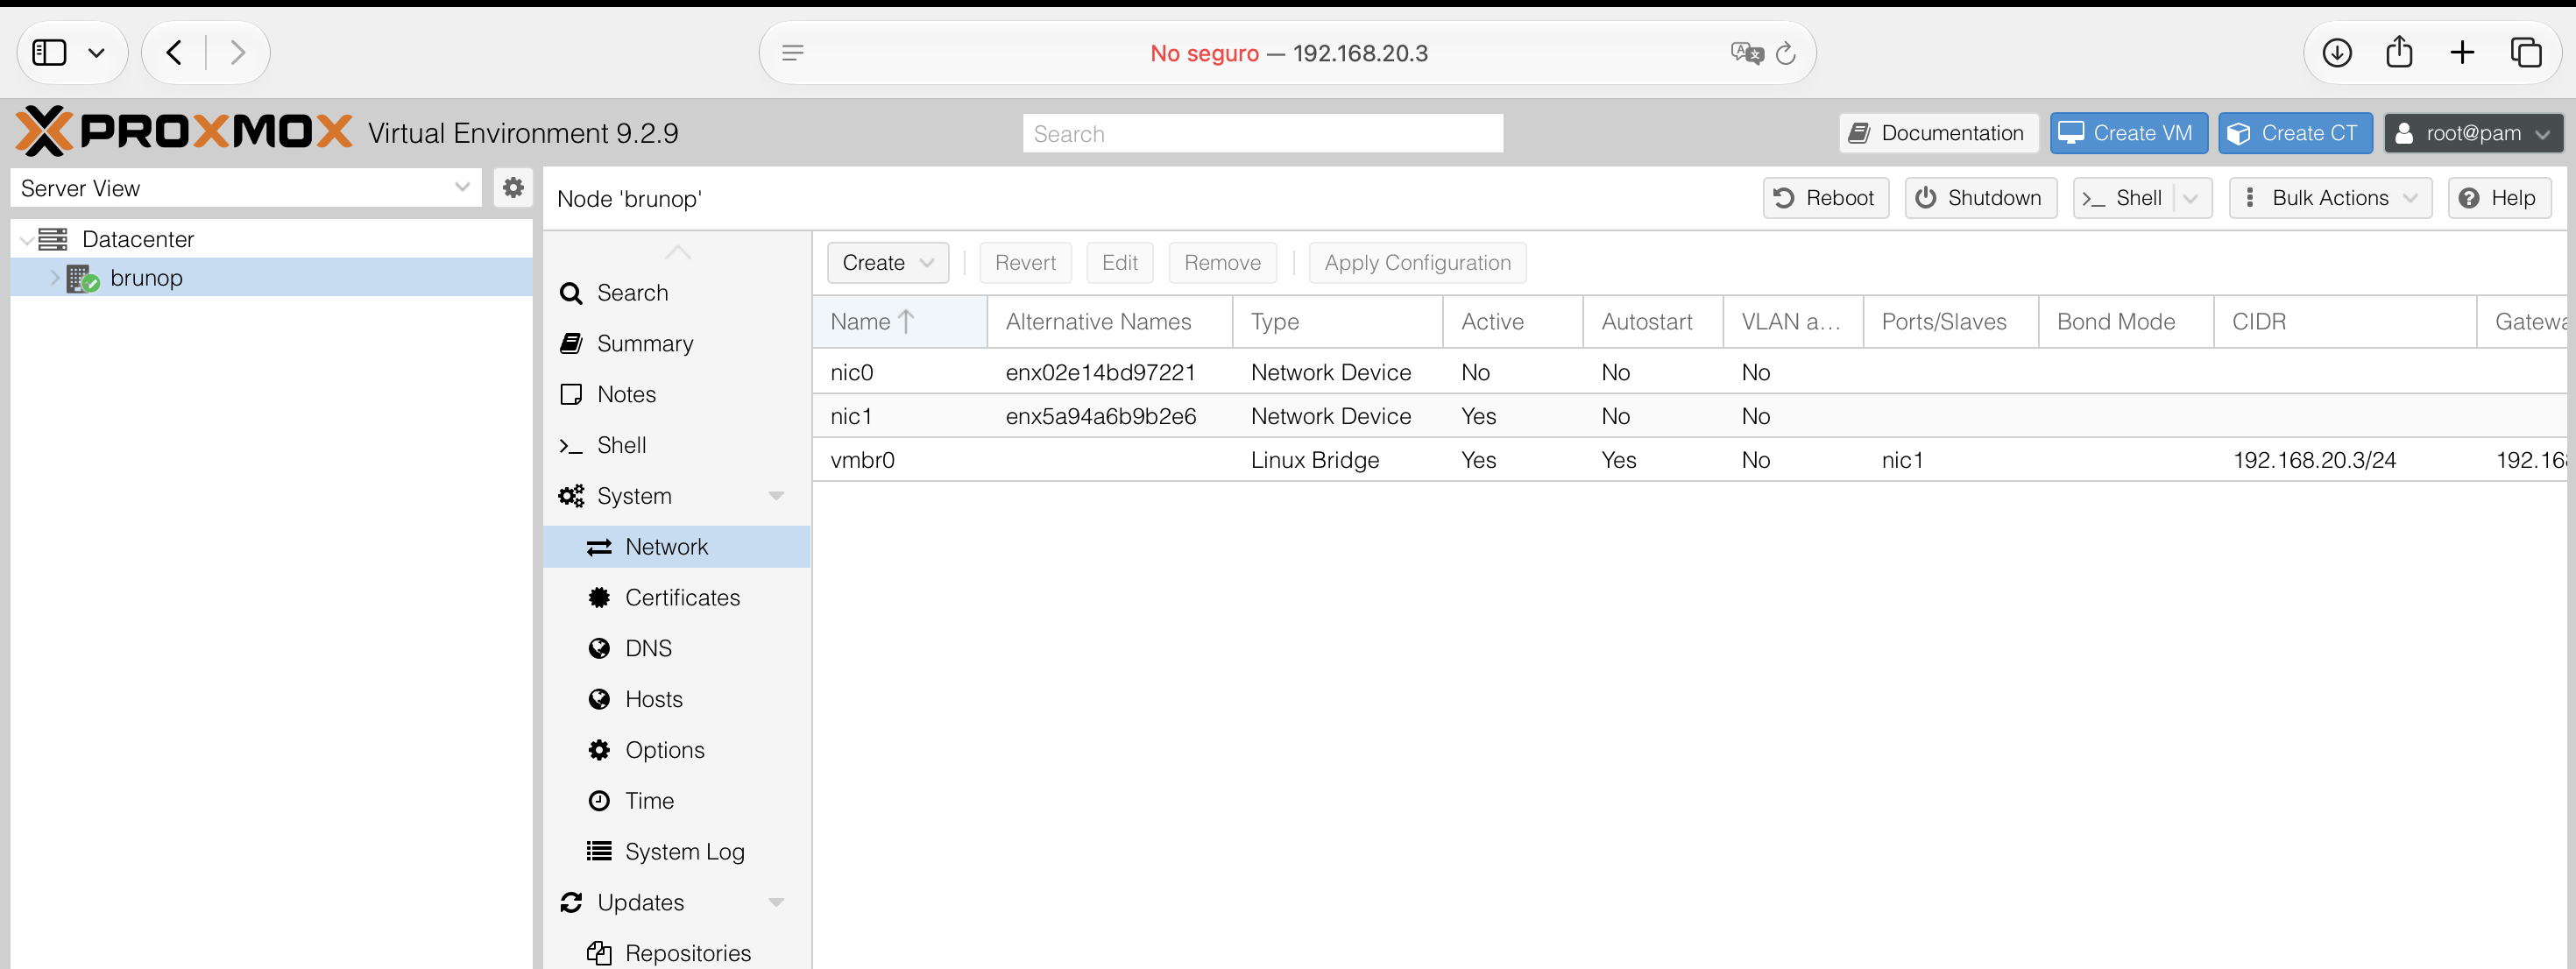 No seguro — 192.168.20.3
PROXMOX Virtual Environment 9.2.9
Search
Documentation
Create VM
Create CT
root@pam
Server View
Node 'brunop'
Reboot
Shutdown
Shell
Bulk Actions
Help
Datacenter
brunop
Search
Summary
Notes
Shell
System
Network
Certificates
DNS
Hosts
Options
Time
System Log
Updates
Repositories
Create
Revert
Edit
Remove
Apply Configuration
Name Alternative Names Type Active Autostart VLAN a... Ports/Slaves Bond Mode CIDR Gatewa
nic0 enx02e14bd97221 Network Device No No No
nic1 enx5a94a6b9b2e6 Network Device Yes No No
vmbr0 Linux Bridge Yes Yes No nic1 192.168.20.3/24 192.168